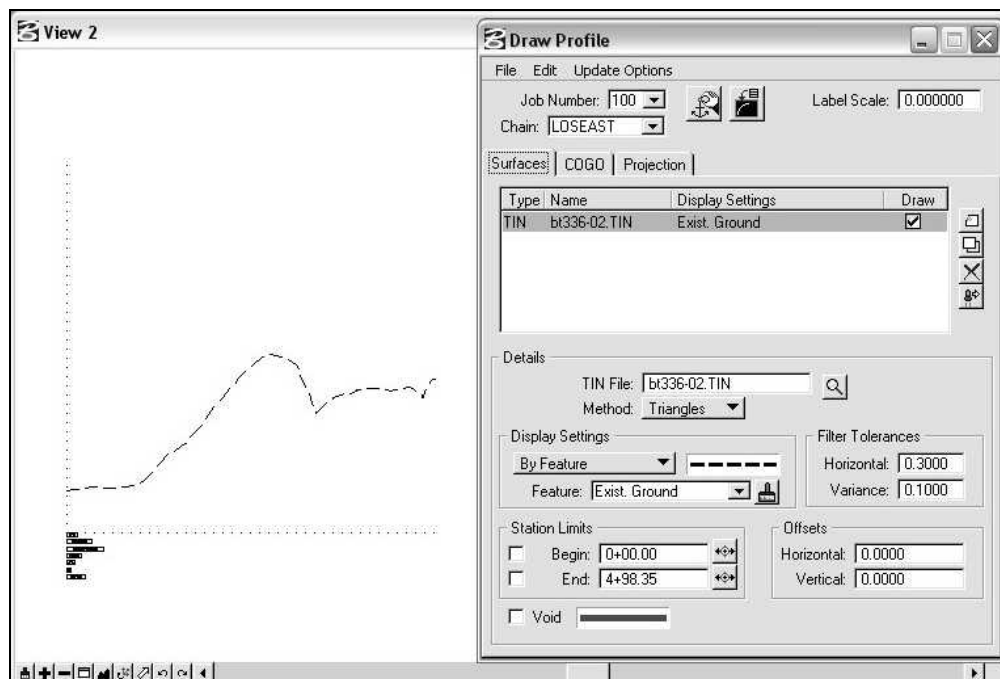 View 2
Draw Profile
File Edit Update Options
Job Number: 100
Label Scale: 0.000000
Chain: LOSEAST
Surfaces COGO Projection
Type Name Display Settings Draw
TIN bt336-02.TIN Exist. Ground
Details
TIN File: bt336-02.TIN
Method: Triangles
Display Settings
Filter Tolerances
By Feature
Horizontal: 0.3000
Feature: Exist. Ground
Variance: 0.1000
Station Limits
Offsets
Begin: 0+00.00
Horizontal: 0.0000
End: 4+98.35
Vertical: 0.0000
Void